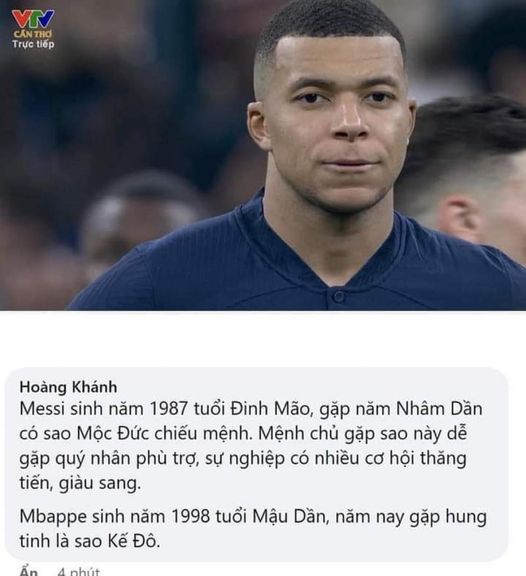 VTV
CẦN THƠ
Trực tiếp
Hoàng Khánh
Messi sinh năm 1987 tuổi Đinh Mão, gặp năm Nhâm Dần
có sao Mộc Đức chiếu mệnh. Mệnh chủ gặp sao này dễ
gặp quý nhân phù trợ, sự nghiệp có nhiều cơ hội thăng
tiến, giàu sang.
Mbappe sinh năm 1998 tuổi Mậu Dần, năm nay gặp hung
tinh là sao Kế Đô.
Ẩn 4 phút